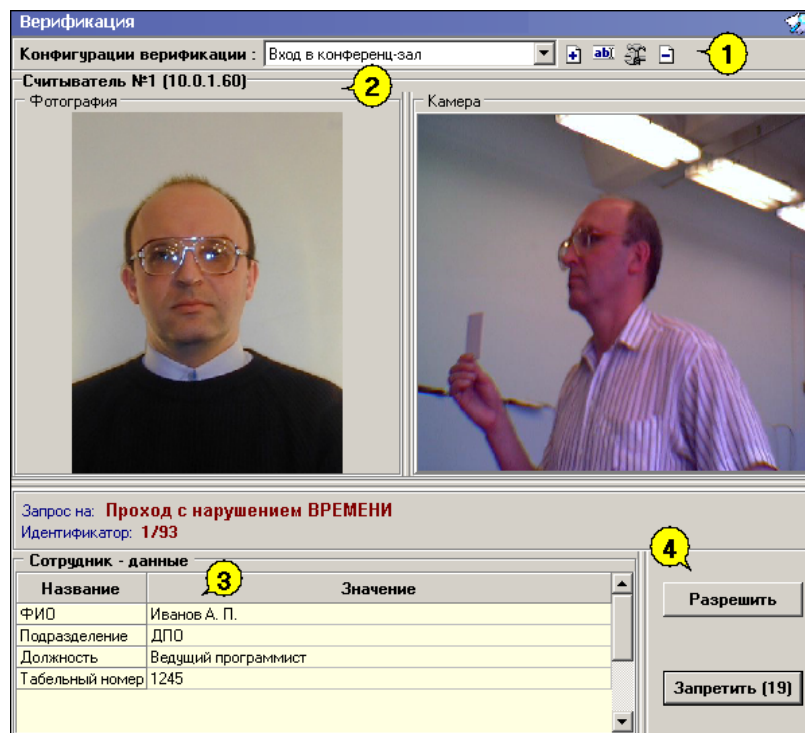 Верификация
Конфигурации верификации : Вход в конференц-зал
1
Считыватель №1 (10.0.1.60)
2
Фотография
Камера
Запрос на: Проход с нарушением ВРЕМЕНИ
Идентификатор: 1/93
4
Сотрудник - данные
3
Название Значение
ФИО Иванов А. П.
Подразделение ДПО
Должность Ведущий программист
Табельный номер 1245
Разрешить
Запретить (19)